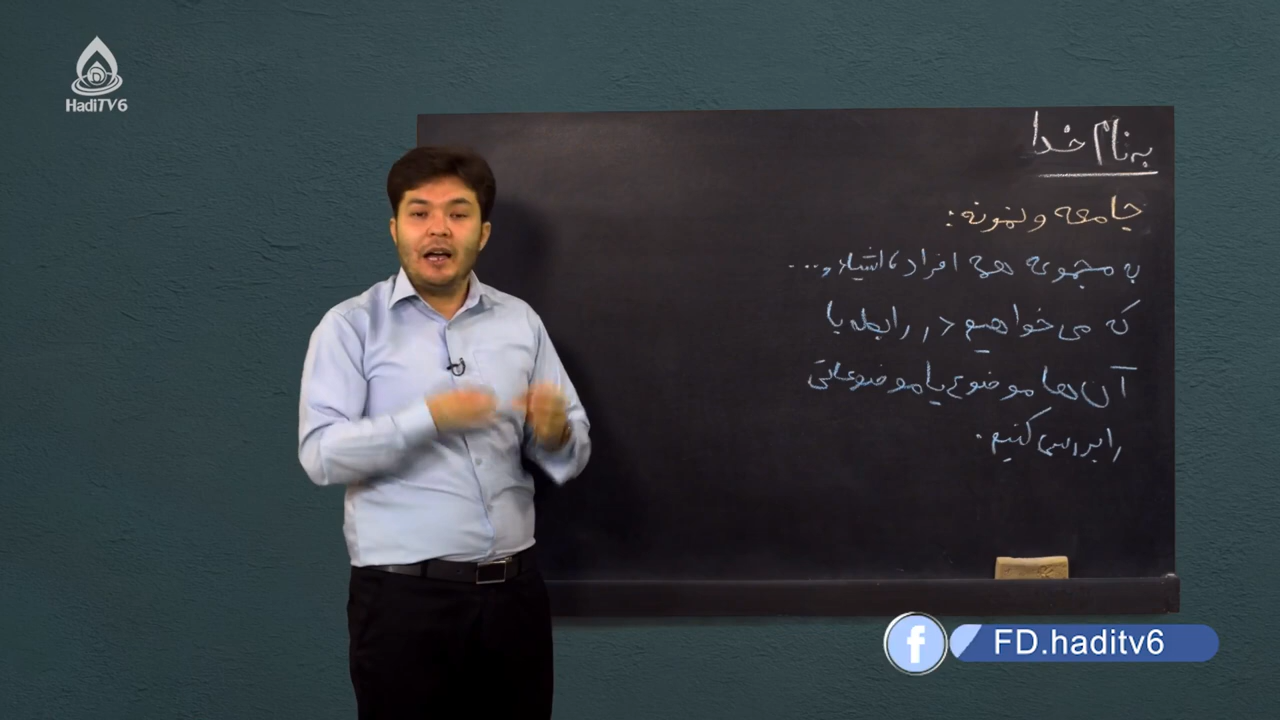 HadiTV6
به نام خدا
جامعه و نمونه:
به مجموعه همه افراد، اشیاء و...
که می‌خواهیم در رابطه با
آن‌ها موضوع یا موضوعاتی
را بررسی کنیم.
f FD.haditv6